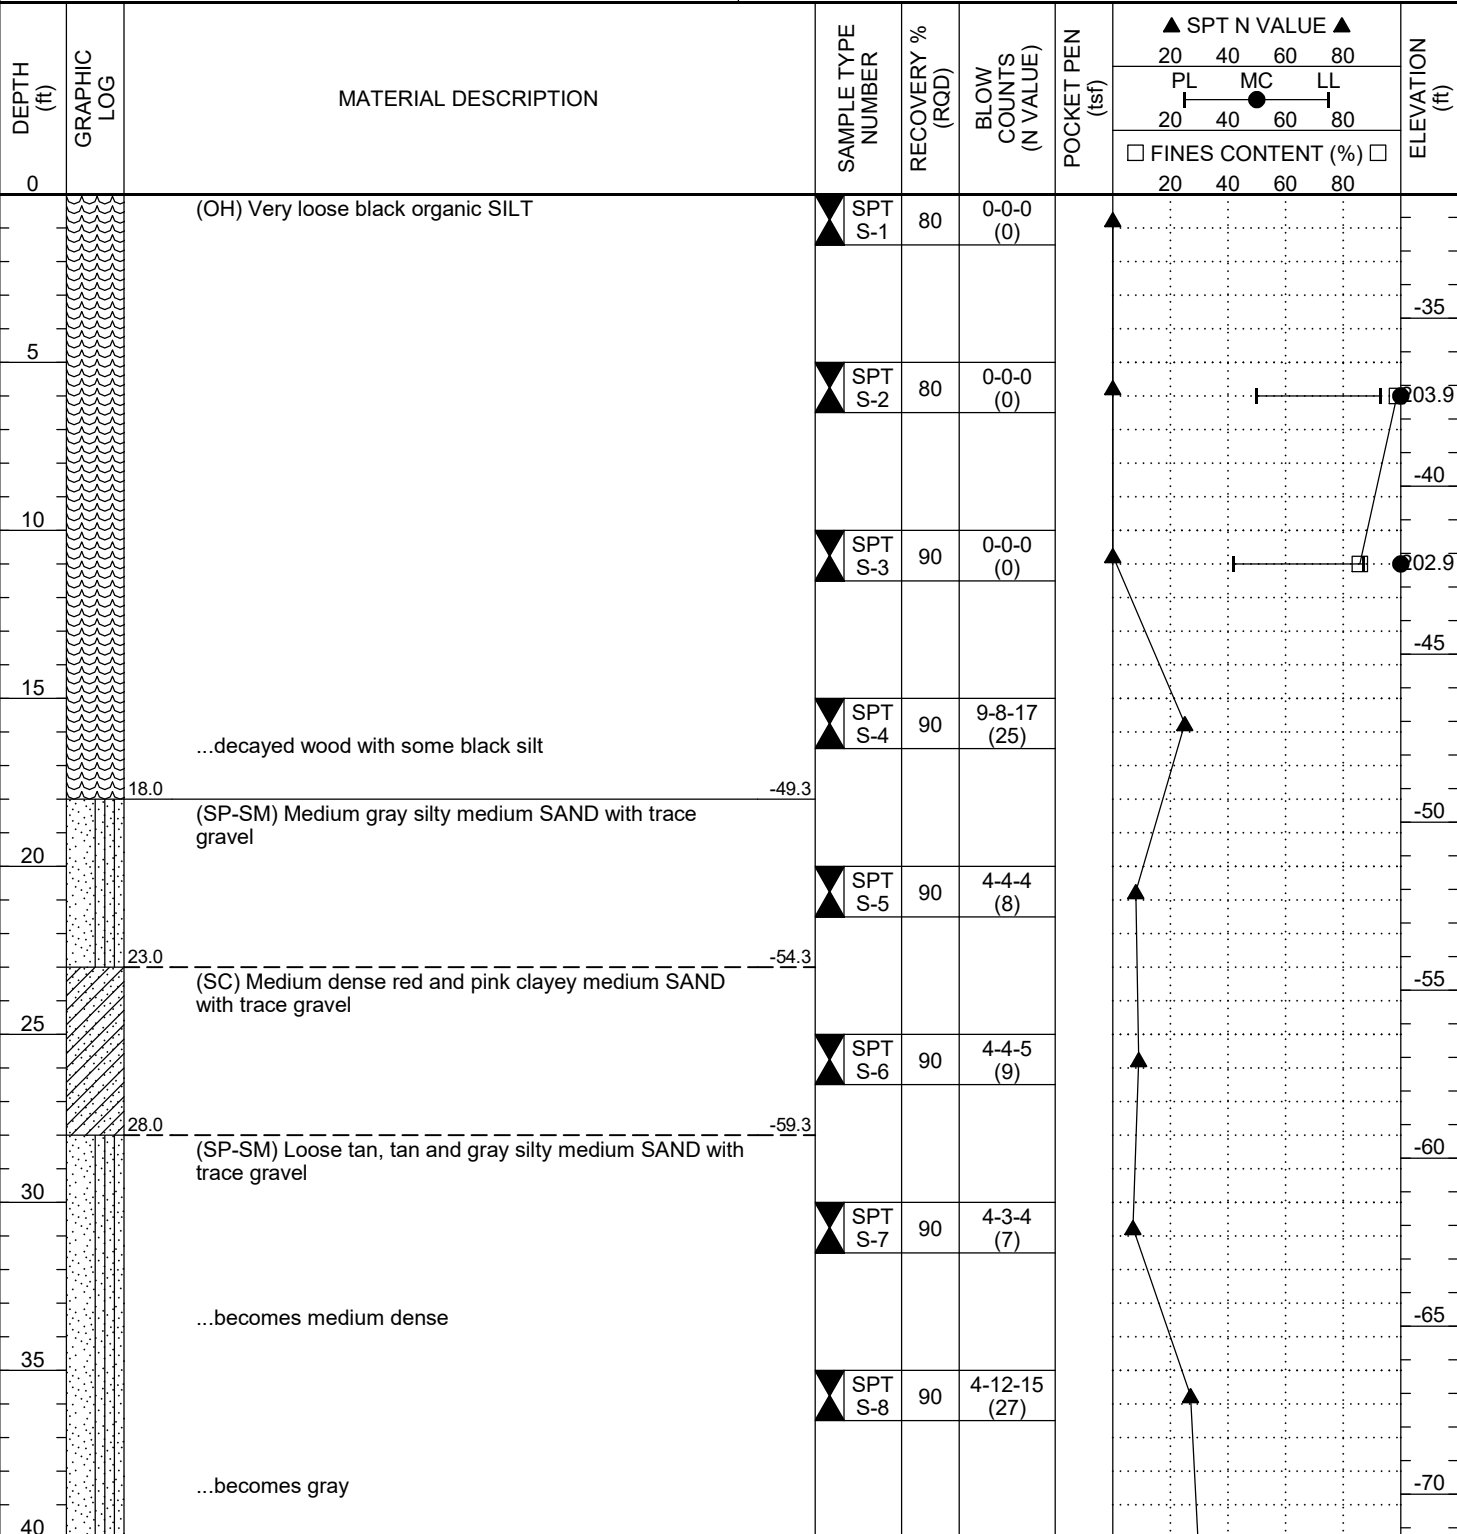 DEPTH
(ft)
GRAPHIC
LOG
MATERIAL DESCRIPTION
SAMPLE TYPE
NUMBER
RECOVERY %
(RQD)
BLOW
COUNTS
(N VALUE)
POCKET PEN
(tsf)
▲ SPT N VALUE ▲
20 40 60 80
PL MC LL
20 40 60 80
□ FINES CONTENT (%) □
20 40 60 80
ELEVATION
(ft)
0
(OH) Very loose black organic SILT
SPT
S-1
80
0-0-0
(0)
-35
5
SPT
S-2
80
0-0-0
(0)
203.9
-40
10
SPT
S-3
90
0-0-0
(0)
202.9
-45
15
SPT
S-4
90
9-8-17
(25)
...decayed wood with some black silt
18.0 -49.3
(SP-SM) Medium gray silty medium SAND with trace
gravel
-50
20
SPT
S-5
90
4-4-4
(8)
23.0 -54.3
(SC) Medium dense red and pink clayey medium SAND
with trace gravel
-55
25
SPT
S-6
90
4-4-5
(9)
28.0 -59.3
(SP-SM) Loose tan, tan and gray silty medium SAND with
trace gravel
-60
30
SPT
S-7
90
4-3-4
(7)
...becomes medium dense
-65
35
SPT
S-8
90
4-12-15
(27)
...becomes gray
-70
40